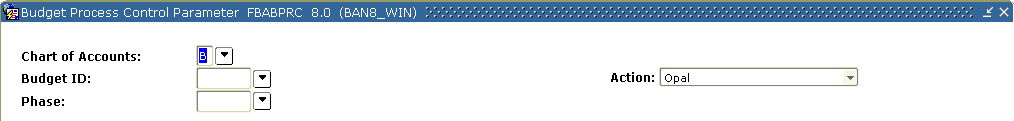 Budget Process Control Parameter FBABPRC 8.0 (BAN8_WIN)
Chart of Accounts: B
Budget ID:
Action: Opal
Phase: